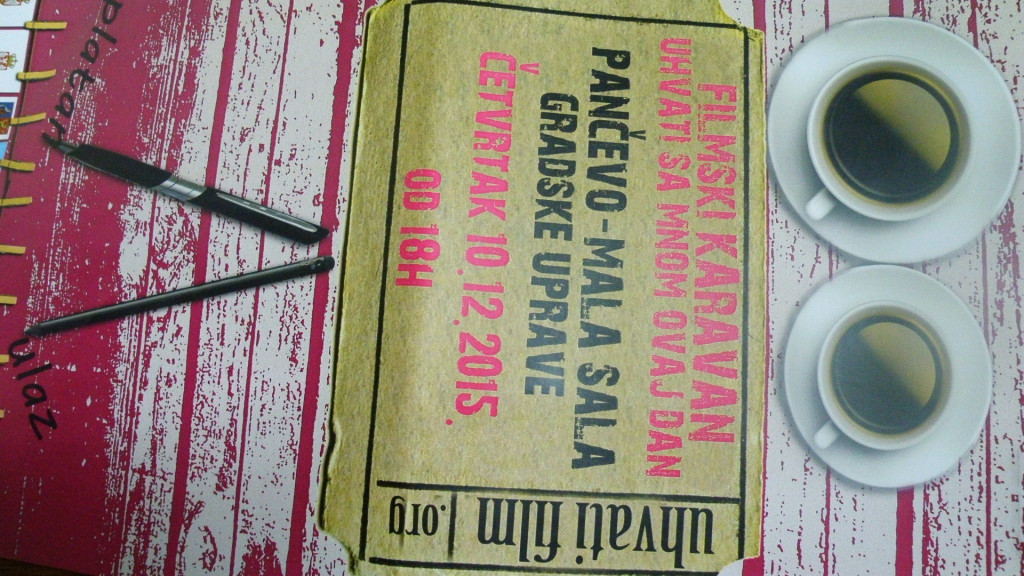 FILMSKI KARAVAN
UHVATI SA MNOM OVAJ DAN
PANČEVO-MALA SALA
GRADSKE UPRAVE
ČETVRTAK 10.12.2015.
OD 18H
uhvati film
.org
ulaz
platan